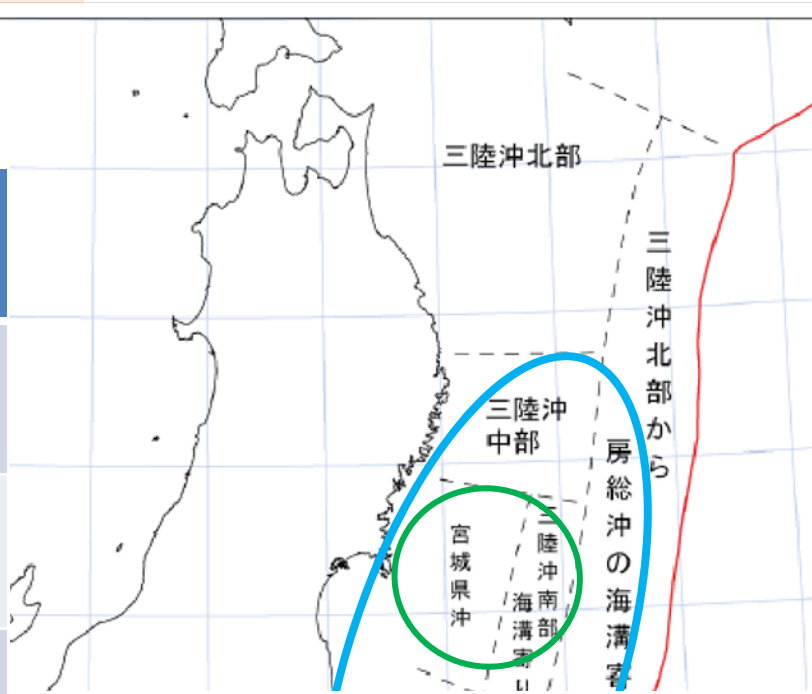 三陸沖北部
三陸沖北部から
房総沖の海溝寄
三陸沖
中部
三陸沖南部
海溝寄り
宮城県沖